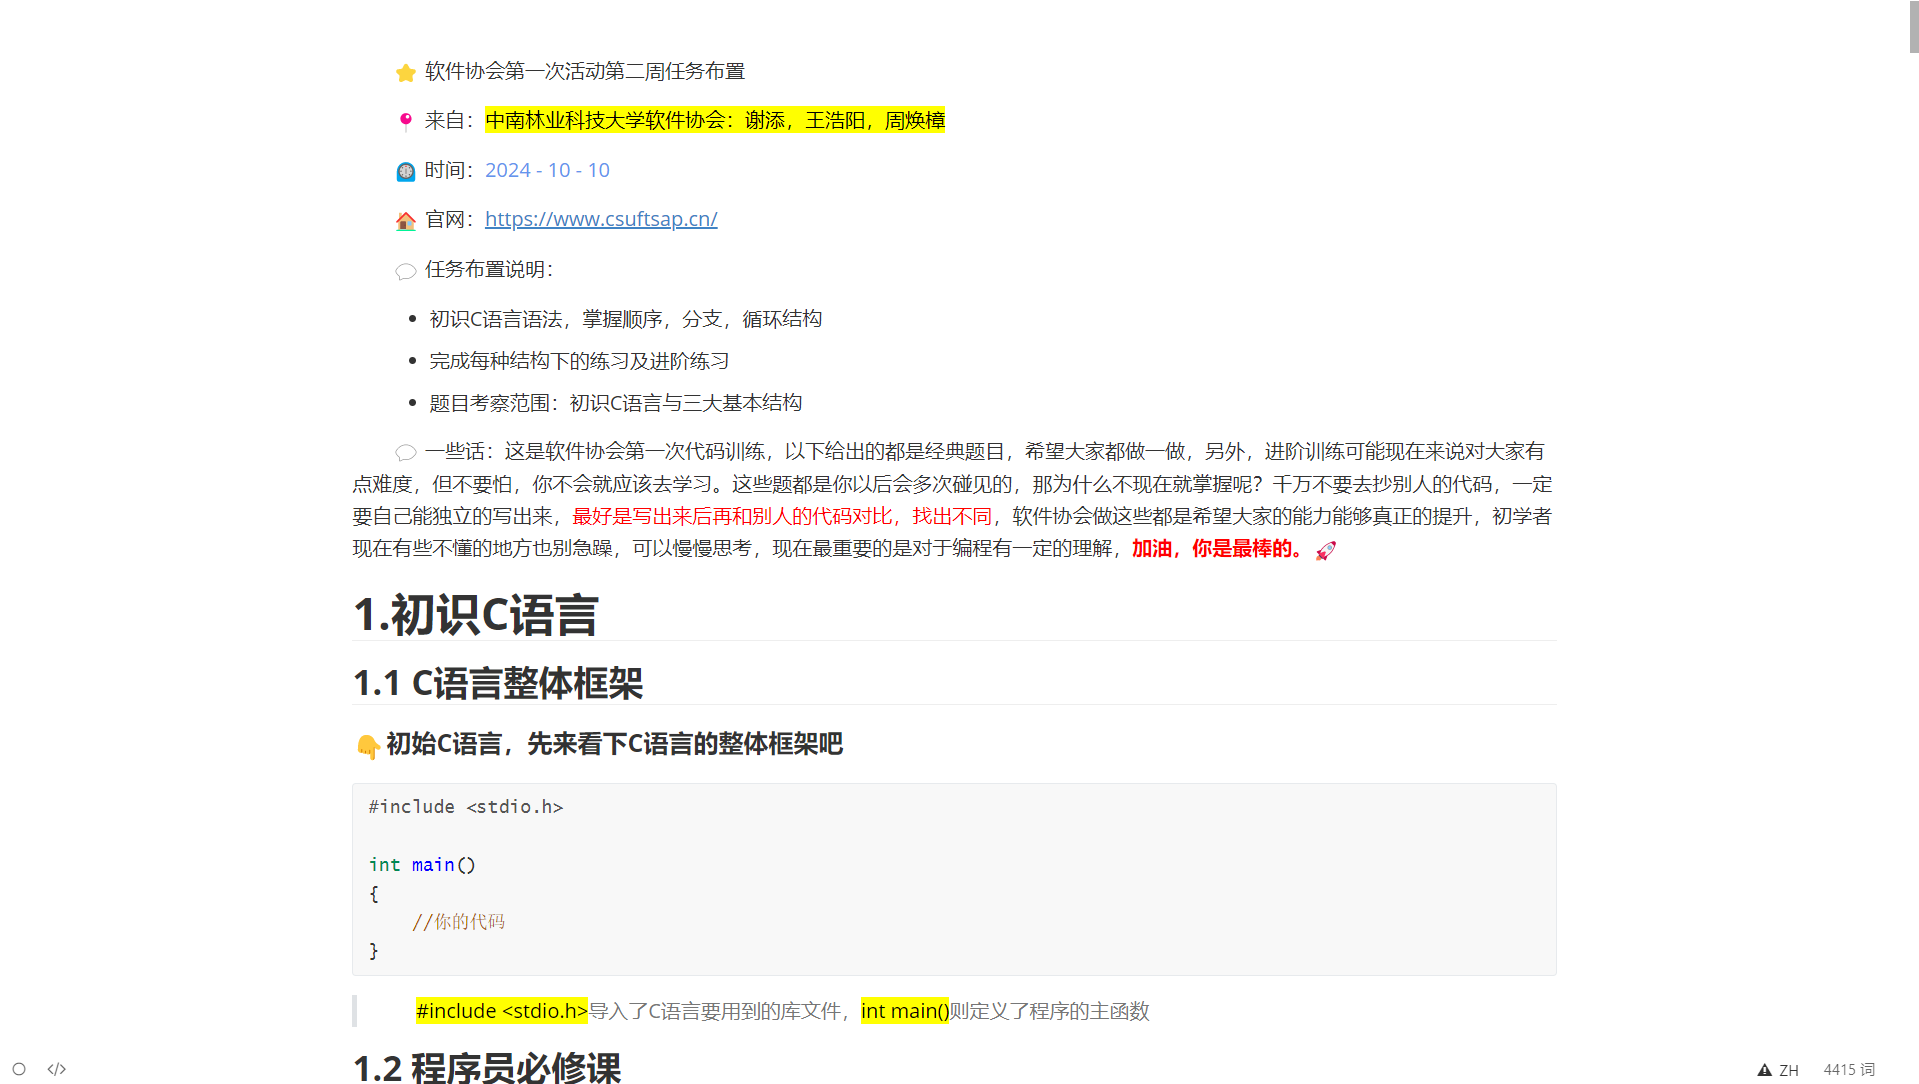 软件协会第一次活动第二周任务布置
来自：中南林业科技大学软件协会：谢添，王浩阳，周焕樟
时间：2024 - 10 - 10
官网：https://www.csuftsap.cn/
任务布置说明：
初识C语言语法，掌握顺序，分支，循环结构
完成每种结构下的练习及进阶练习
题目考察范围：初识C语言与三大基本结构
一些话：这是软件协会第一次代码训练，以下给出的都是经典题目，希望大家都做一做，另外，进阶训练可能现在来说对大家有
点难度，但不要怕，你不会就应该去学习。这些题都是你以后会多次碰见的，那为什么不现在就掌握呢？千万不要去抄别人的代码，一定
要自己能独立的写出来，最好是写出来后再和别人的代码对比，找出不同，软件协会做这些都是希望大家的能力能够真正的提升，初学者
现在有些不懂的地方也别急躁，可以慢慢思考，现在最重要的是对于编程有一定的理解，加油，你是最棒的。
1.初识C语言
1.1 C语言整体框架
初始C语言，先来看下C语言的整体框架吧
#include <stdio.h>
int main()
{
//你的代码
}
#include <stdio.h>导入了C语言要用到的库文件，int main()则定义了程序的主函数
1.2 程序员必修课
ZH
4415 词